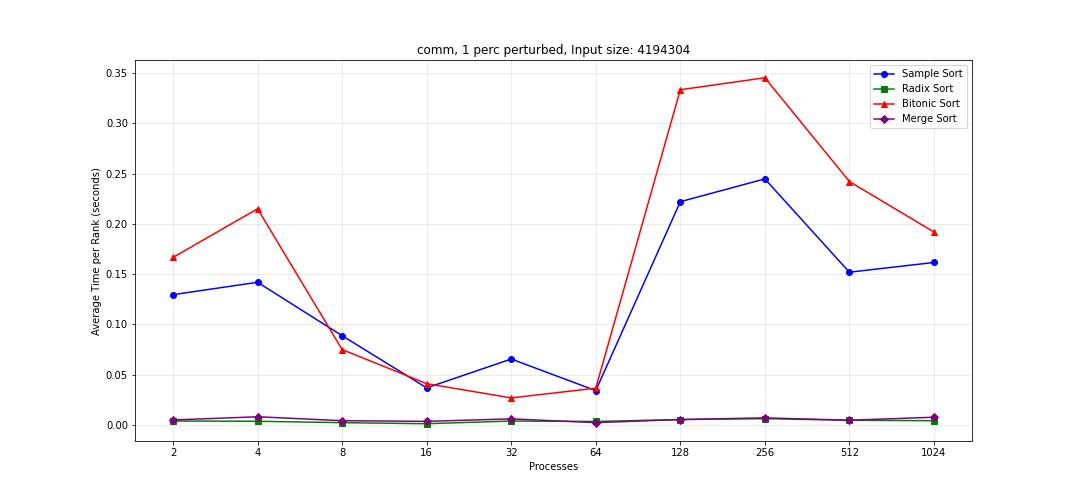 comm, 1 perc perturbed, Input size: 4194304
Sample Sort
Radix Sort
Bitonic Sort
Merge Sort
Average Time per Rank (seconds)
0.35
0.30
0.25
0.20
0.15
0.10
0.05
0.00
2 4 8 16 32 64 128 256 512 1024
Processes